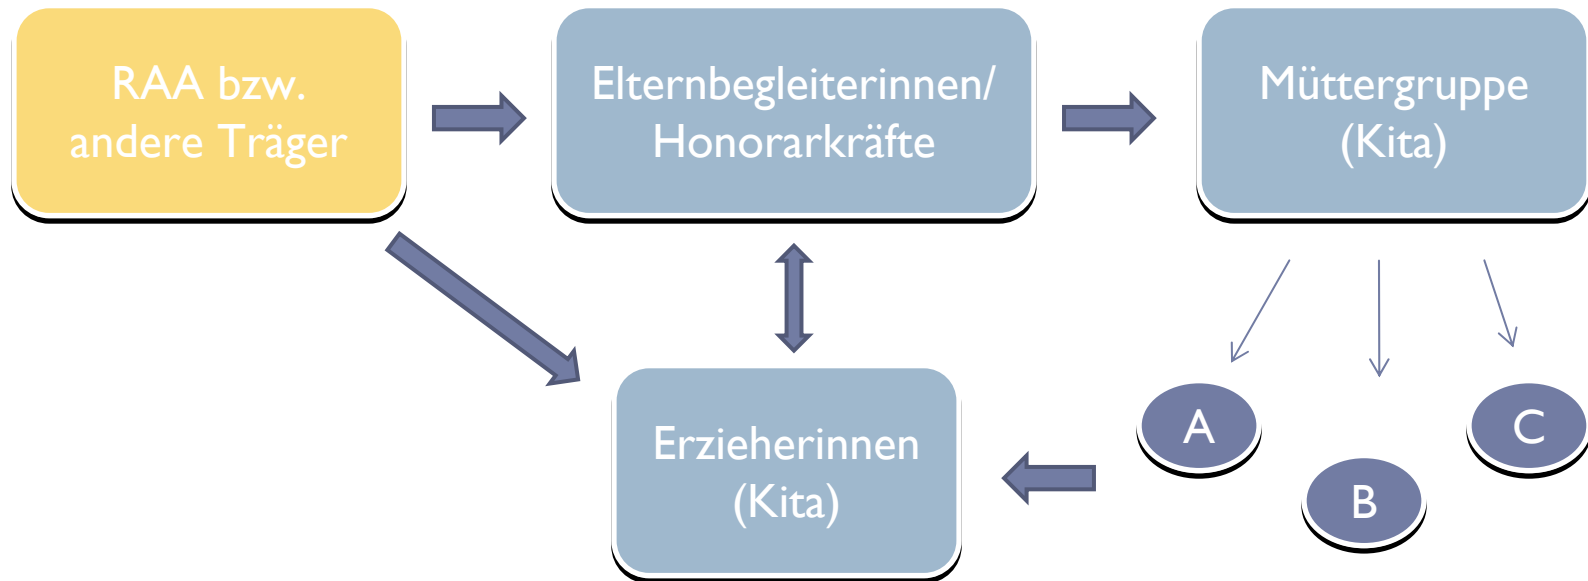 RAA bzw.
andere Träger
Elternbegleiterinnen/
Honorarkräfte
Müttergruppe
(Kita)
Erzieherinnen
(Kita)
A
B
C